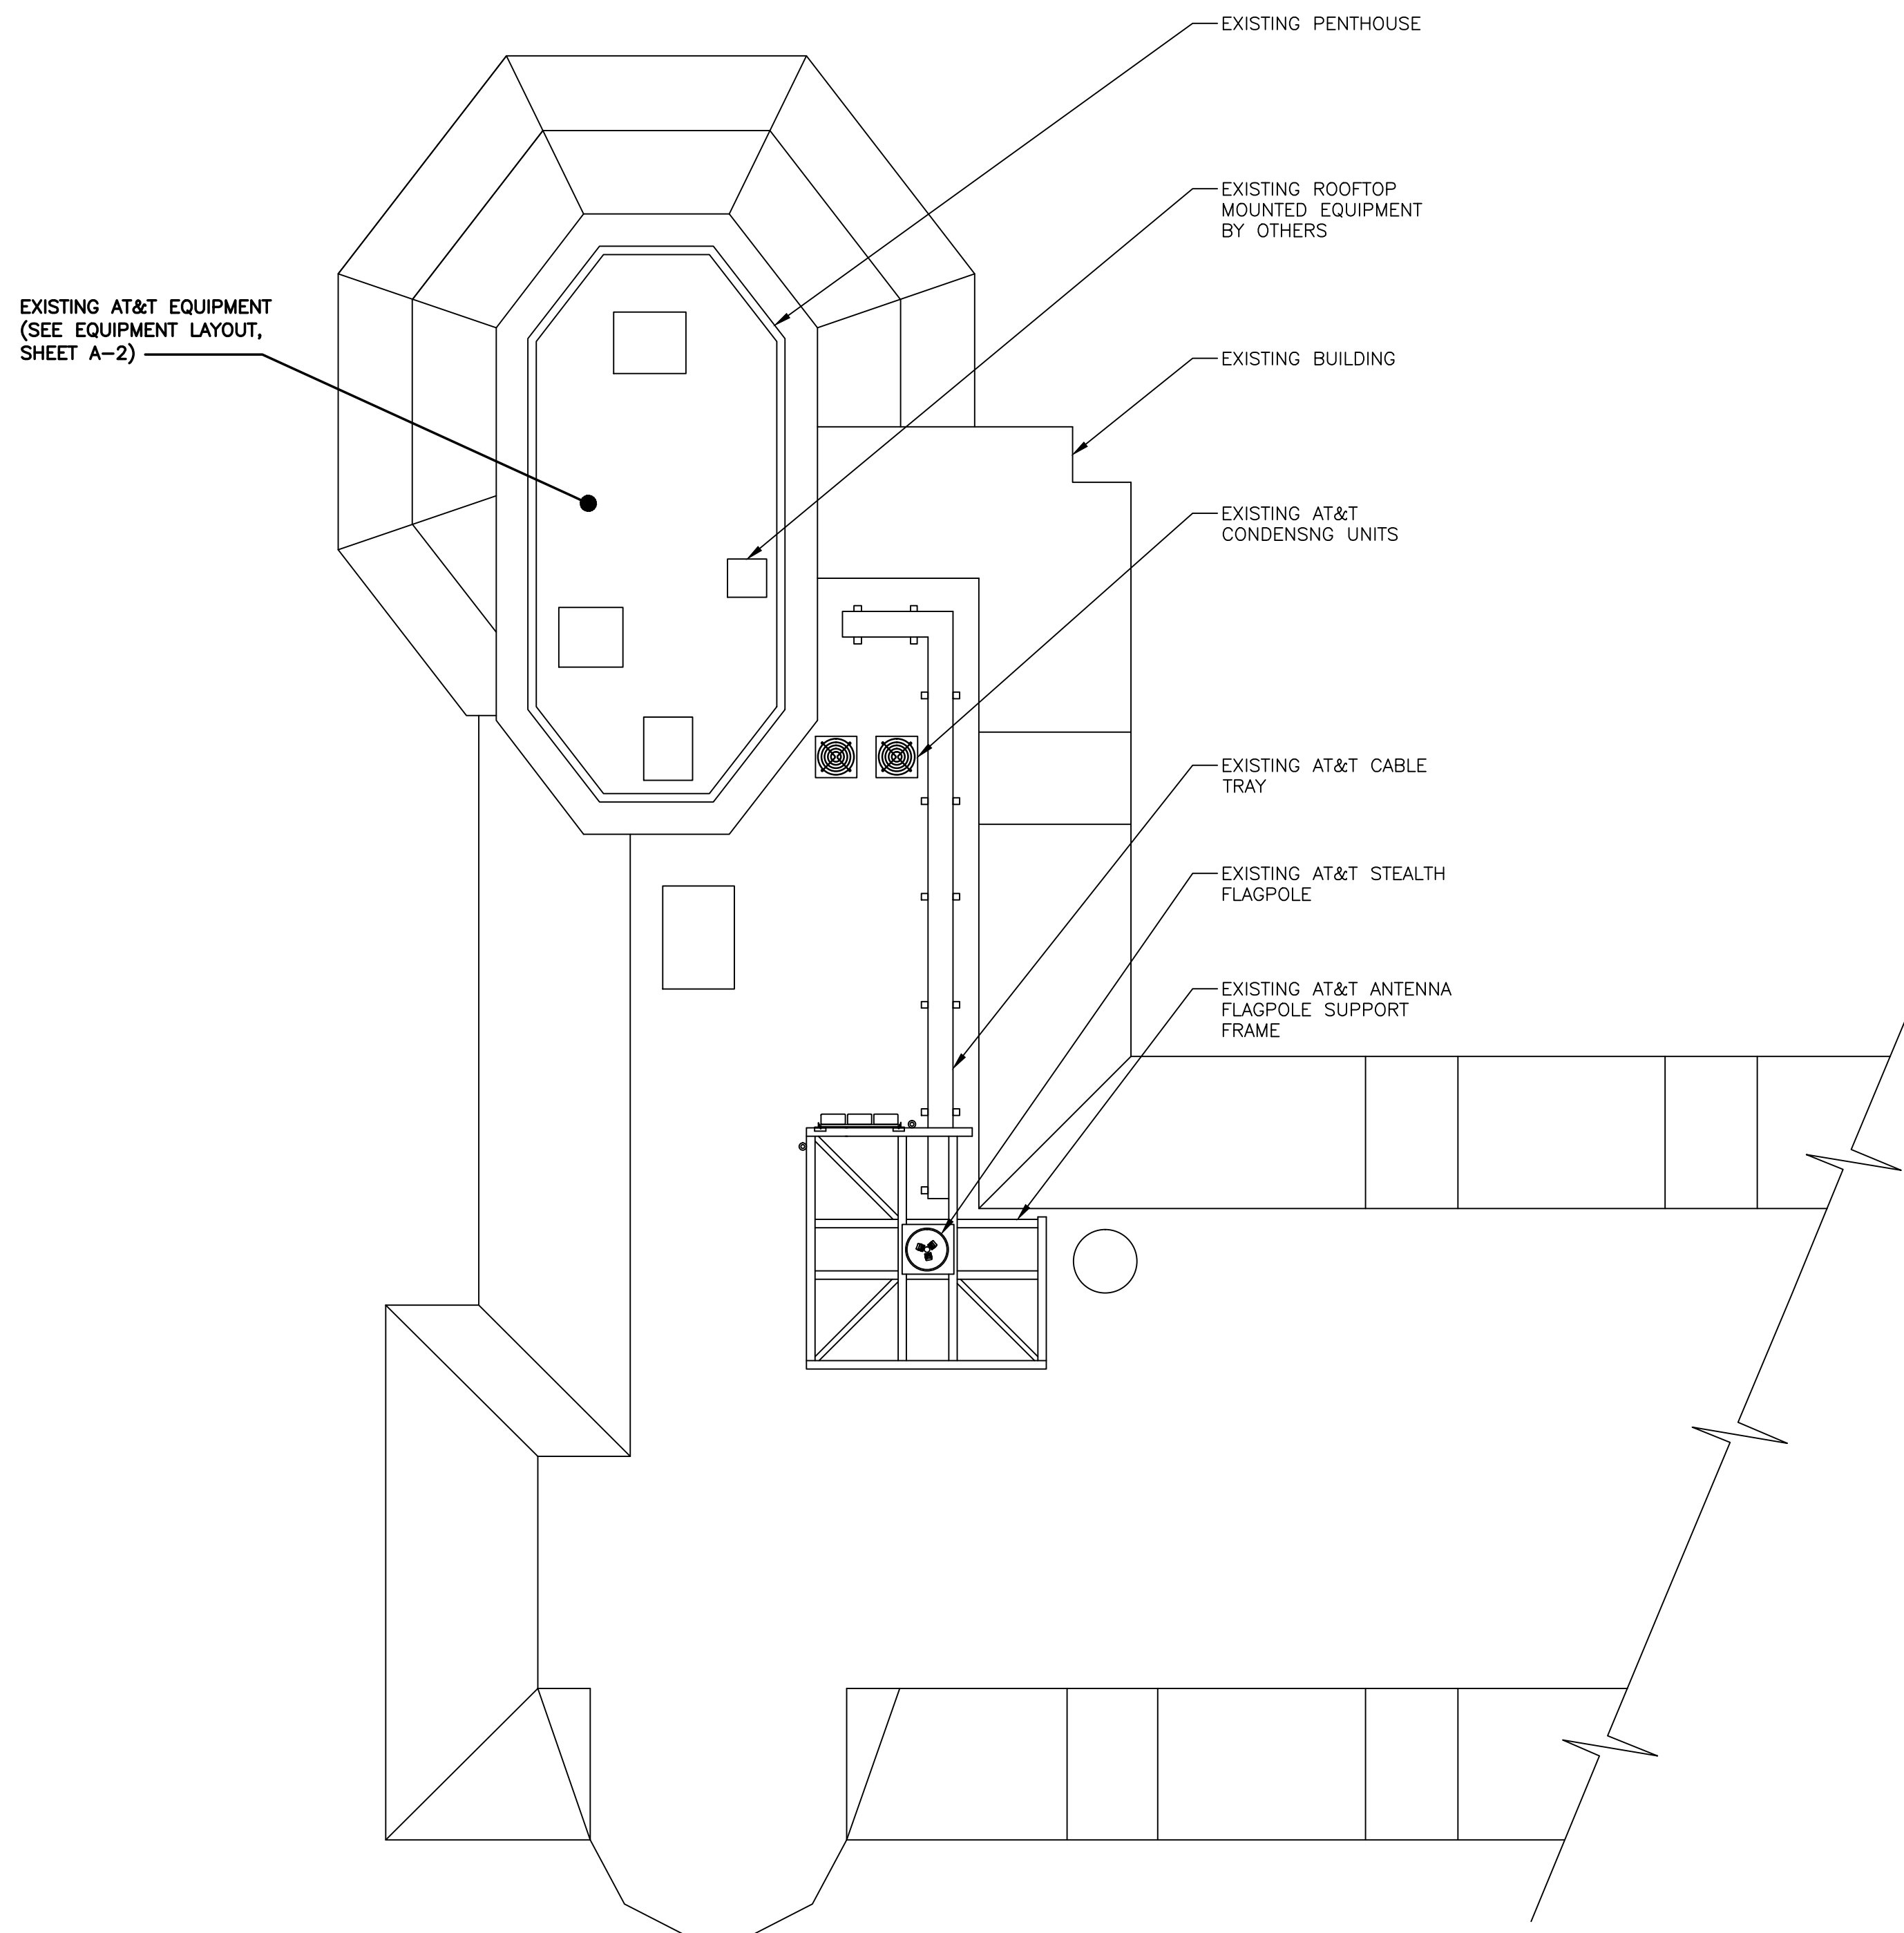 EXISTING PENTHOUSE
EXISTING ROOFTOP
MOUNTED EQUIPMENT
BY OTHERS
EXISTING AT&T EQUIPMENT
(SEE EQUIPMENT LAYOUT,
SHEET A-2)
EXISTING BUILDING
EXISTING AT&T
CONDENSNG UNITS
EXISTING AT&T CABLE
TRAY
EXISTING AT&T STEALTH
FLAGPOLE
EXISTING AT&T ANTENNA
FLAGPOLE SUPPORT
FRAME